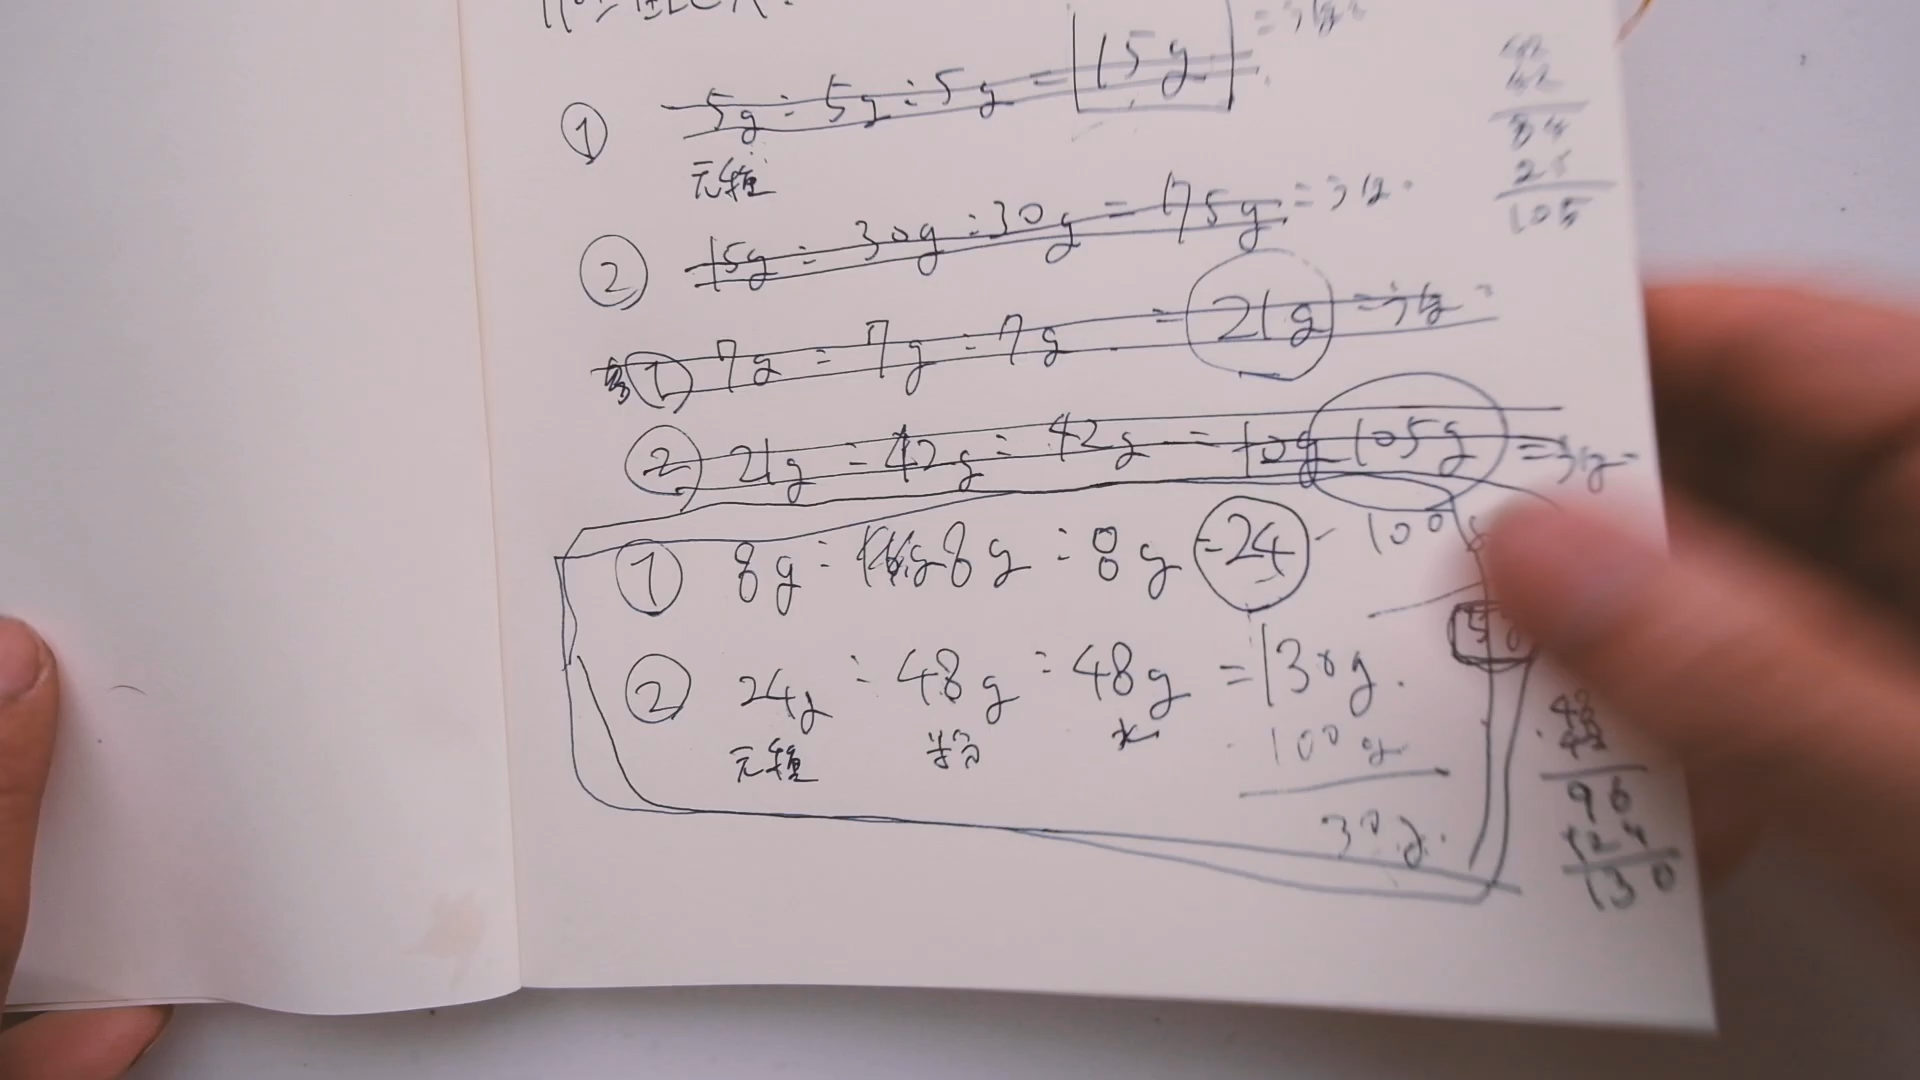 ① 5g : 5g : 5g = 15g
元種
② 15g : 30g : 30g = 75g
① 7g : 7g : 7g = 21g
② 21g : 42g : 42g = 105g
① 8g : 8g : 8g = 24 - 100g
② 24g : 48g : 48g = 130g.
元種 粉 水
- 100g
30g.
42
42
84
21
105
48
48
96
+24
130